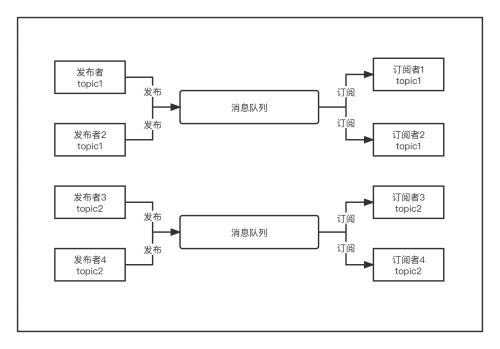 发布者
topic1
发布
消息队列
订阅
订阅者1
topic1
发布者2
topic1
发布
订阅
订阅者2
topic1
发布者3
topic2
发布
消息队列
订阅
订阅者3
topic2
发布者4
topic2
发布
订阅
订阅者4
topic2